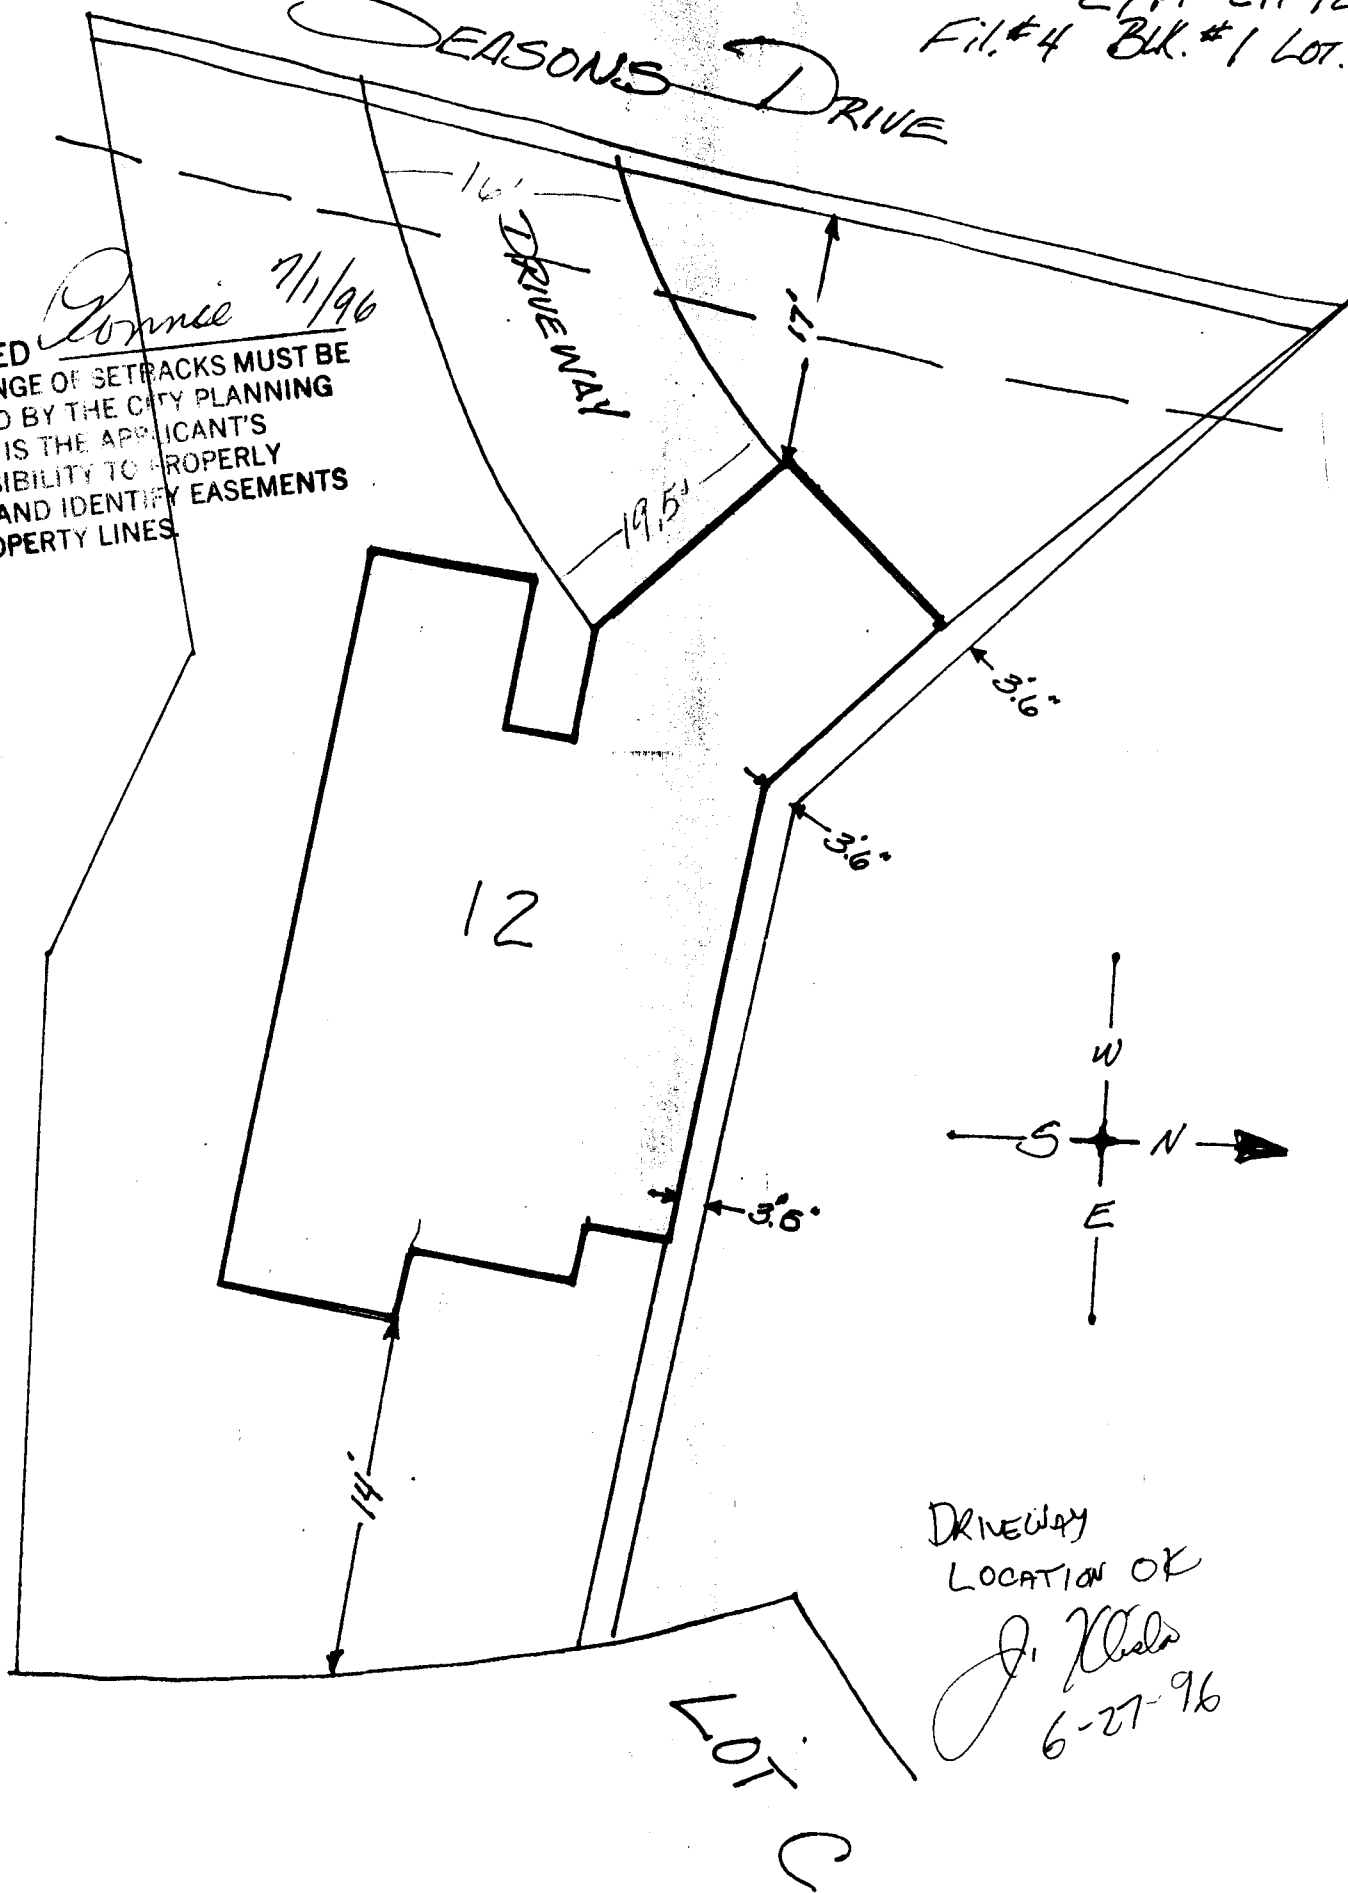 Fil.#4 BLK.#1 LOT.
SEASONS DRIVE
16'
DRIVEWAY
17'
Ronnie 7/1/96
ED
NGE OF SETBACKS MUST BE
D BY THE CITY PLANNING
IS THE APPLICANT'S
SIBILITY TO PROPERLY
AND IDENTIFY EASEMENTS
OPERTY LINES.
19.5'
3'.6"
3'.6"
12
W
S N
E
3'.6"
14'
DRIVEWAY
LOCATION OK
6-27-96
LOT C